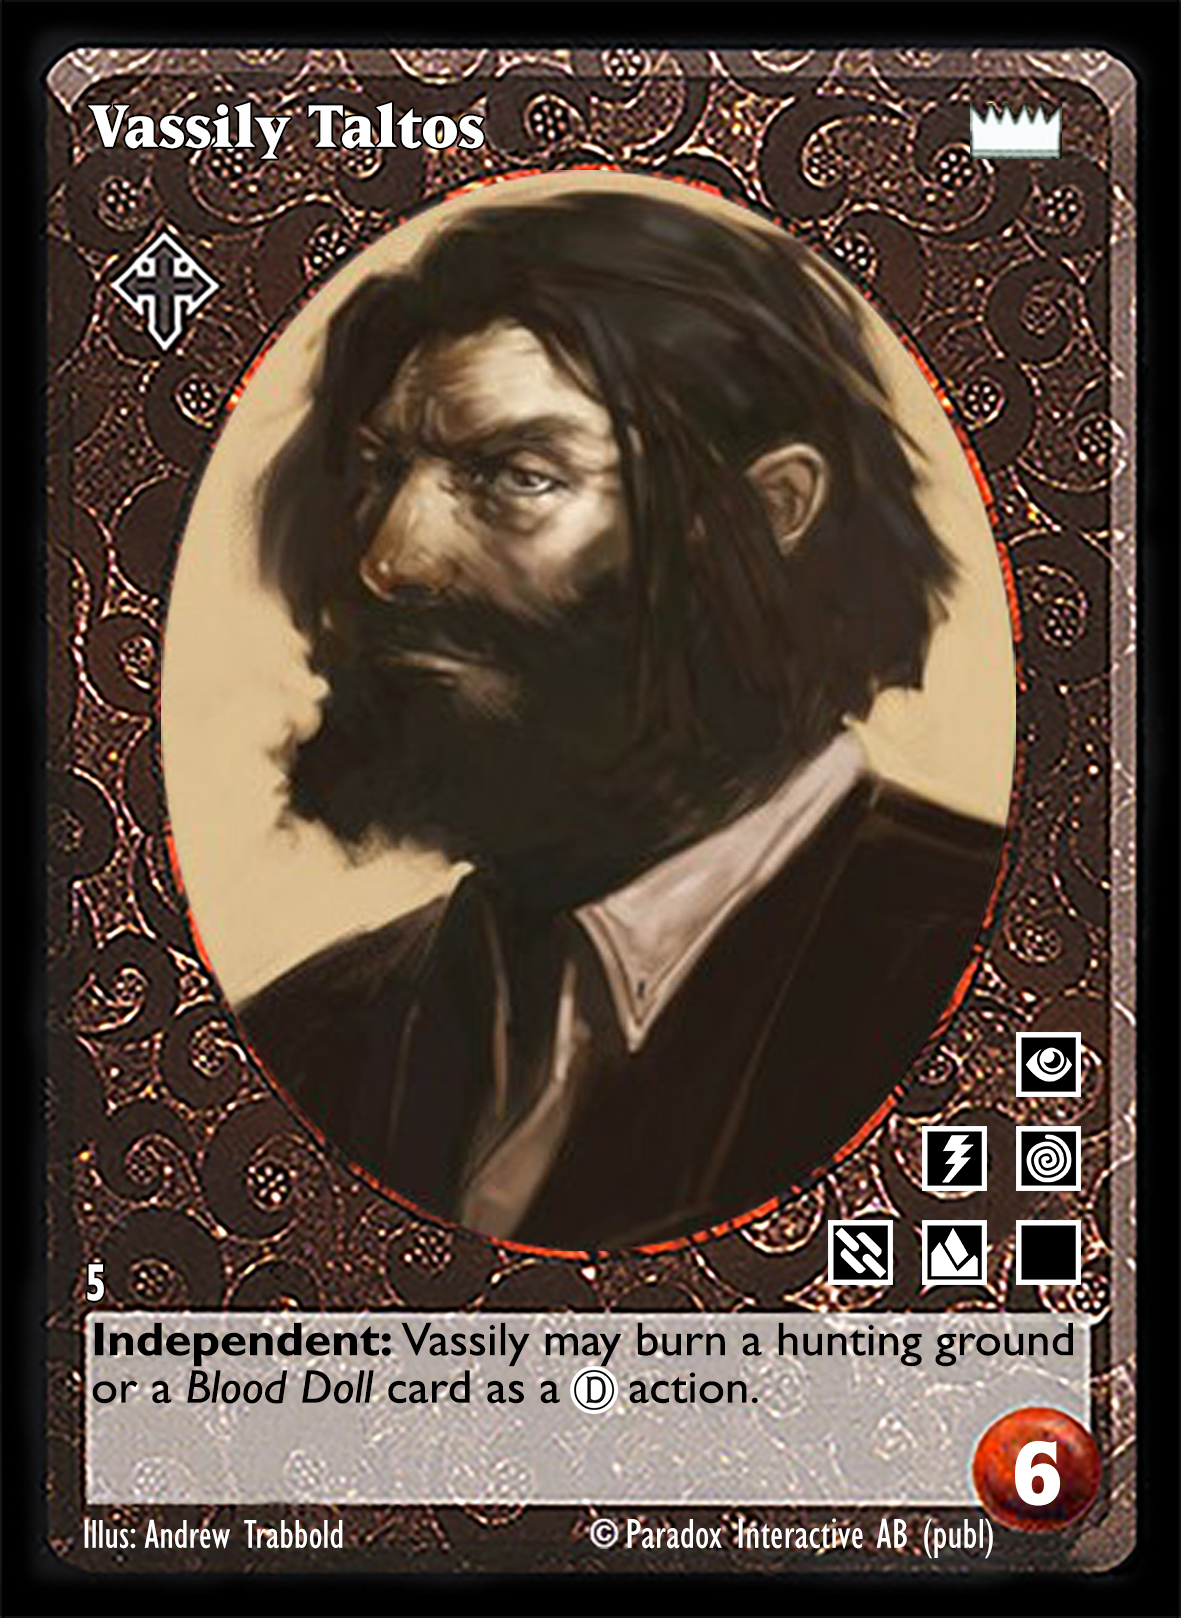 Vassily Taltos
5
Independent: Vassily may burn a hunting ground
or a Blood Doll card as a Ⓓ action.
6
Illus: Andrew Trabbold
© Paradox Interactive AB (publ)